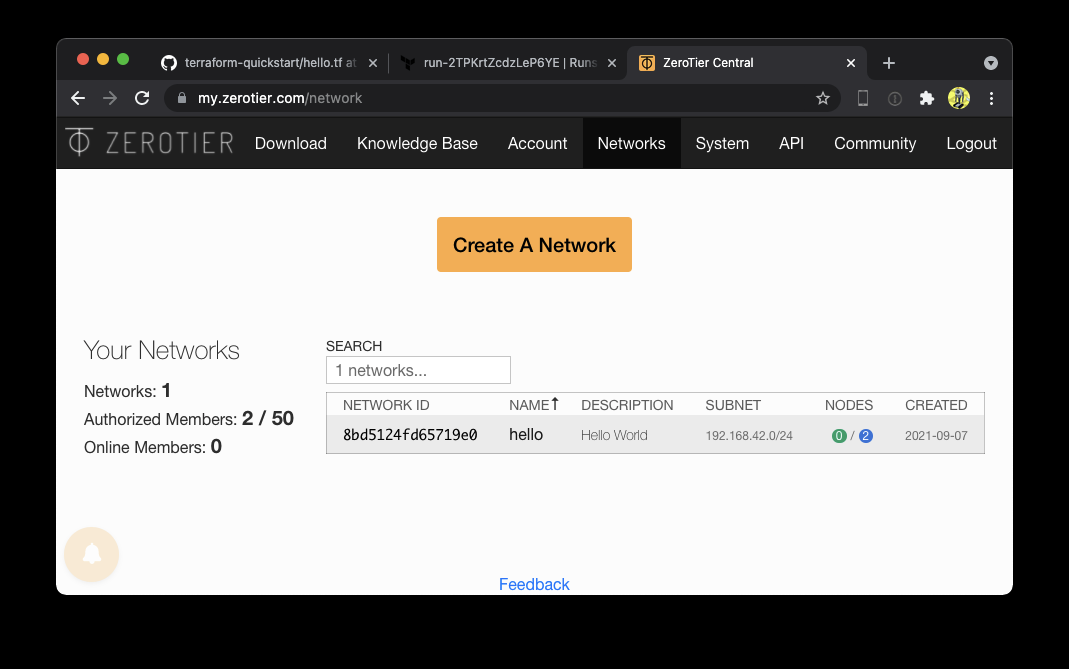 terraform-quickstart/hello.tf at
run-2TPKrtZcdzLeP6YE | Runs
ZeroTier Central
my.zerotier.com/network
ZEROTIER
Download
Knowledge Base
Account
Networks
System
API
Community
Logout
Create A Network
Your Networks
Networks: 1
Authorized Members: 2 / 50
Online Members: 0
SEARCH
1 networks...
NETWORK ID NAME↑ DESCRIPTION SUBNET NODES CREATED
8bd5124fd65719e0 hello Hello World 192.168.42.0/24 0 / 2 2021-09-07
Feedback